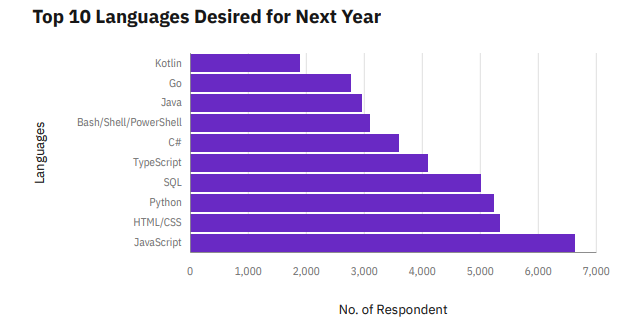 Top 10 Languages Desired for Next Year
Languages
Kotlin
Go
Java
Bash/Shell/PowerShell
C#
TypeScript
SQL
Python
HTML/CSS
JavaScript
0 1,000 2,000 3,000 4,000 5,000 6,000 7,000
No. of Respondent